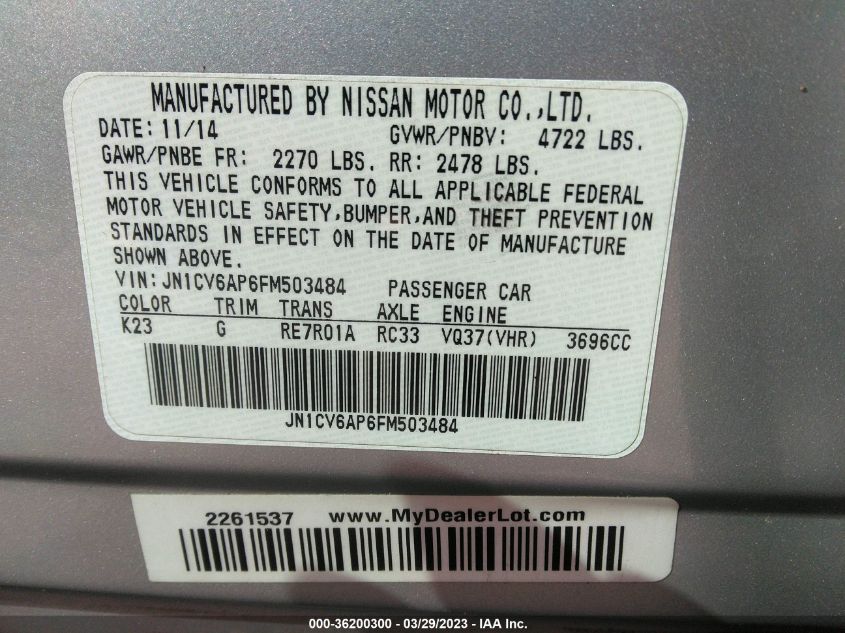 MANUFACTURED BY NISSAN MOTOR CO.,LTD.
DATE: 11/14 GVWR/PNBV: 4722 LBS.
GAWR/PNBE FR: 2270 LBS. RR: 2478 LBS.
THIS VEHICLE CONFORMS TO ALL APPLICABLE FEDERAL
MOTOR VEHICLE SAFETY,BUMPER,AND THEFT PREVENTION
STANDARDS IN EFFECT ON THE DATE OF MANUFACTURE
SHOWN ABOVE.
VIN: JN1CV6AP6FM503484 PASSENGER CAR
COLOR TRIM TRANS AXLE ENGINE
K23 G RE7R01A RC33 VQ37(VHR) 3696CC
JN1CV6AP6FM503484
2261537 www.MyDealerLot.com
000-36200300 - 03/29/2023 - IAA Inc.